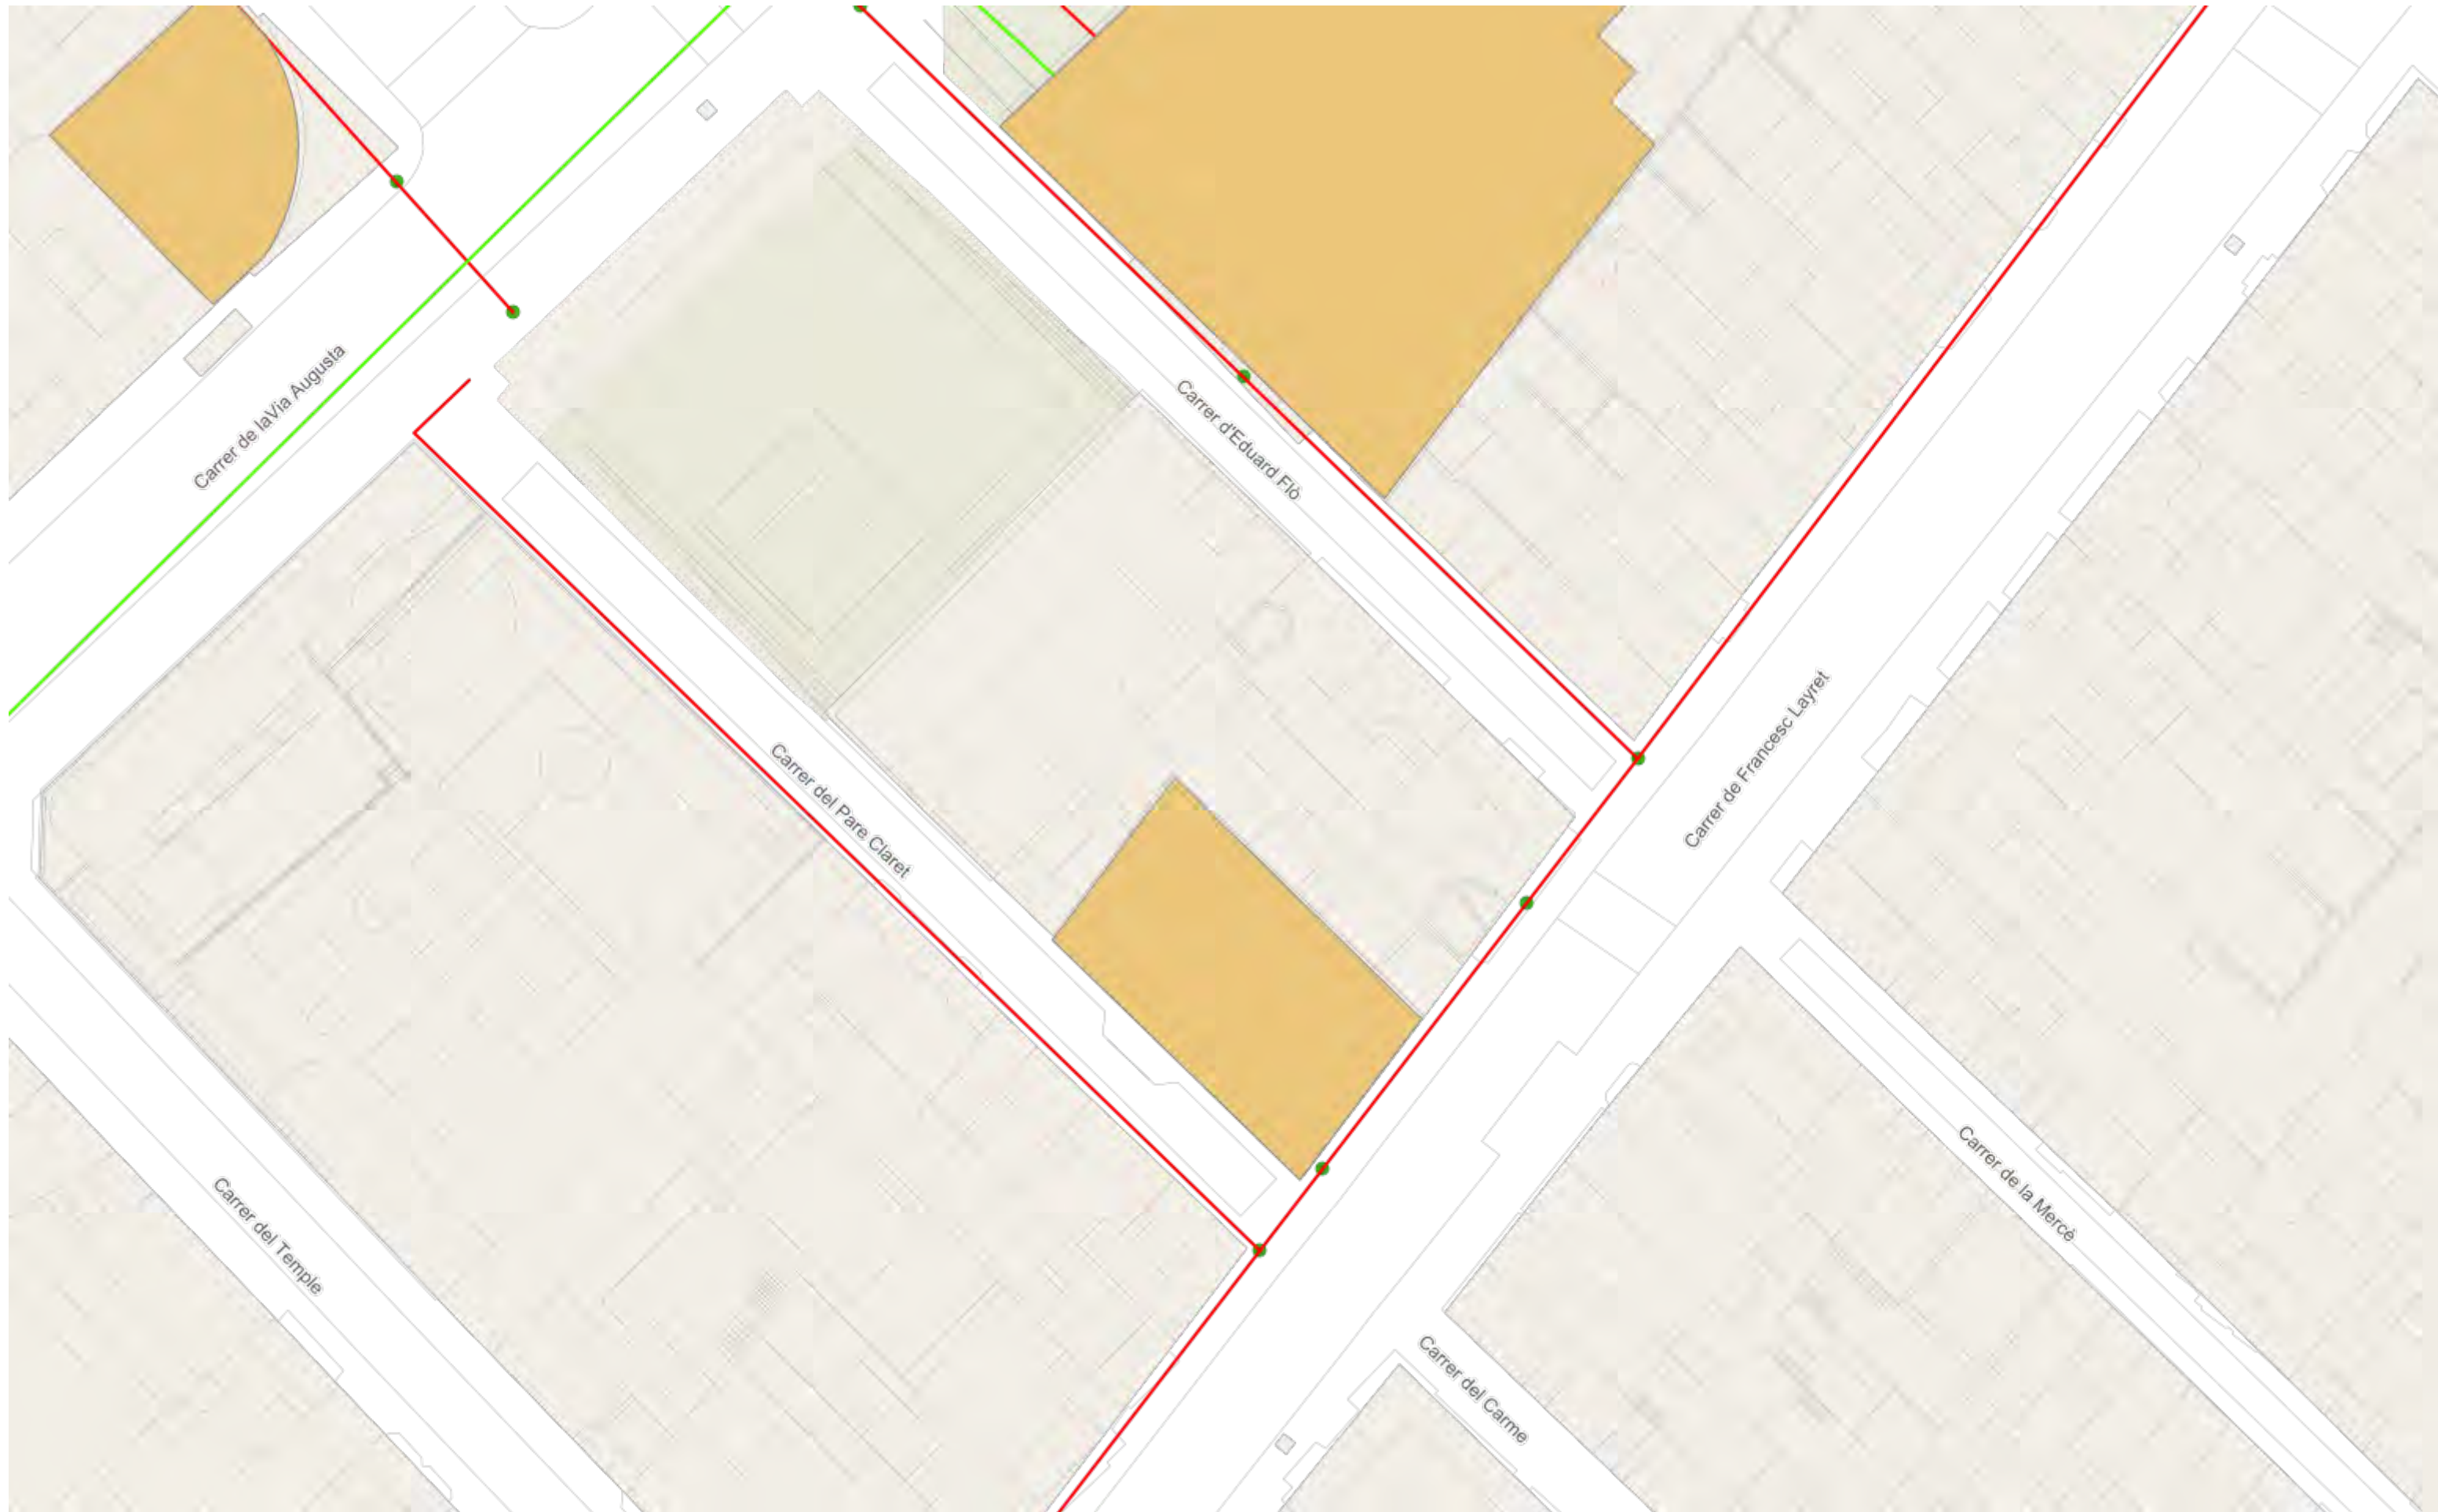 Carrer de laVia Augusta
Carrer d'Eduard Flò
Carrer de Francesc Layret
Carrer del Pare Claret
Carrer del Temple
Carrer de la Mercè
Carrer del Carme